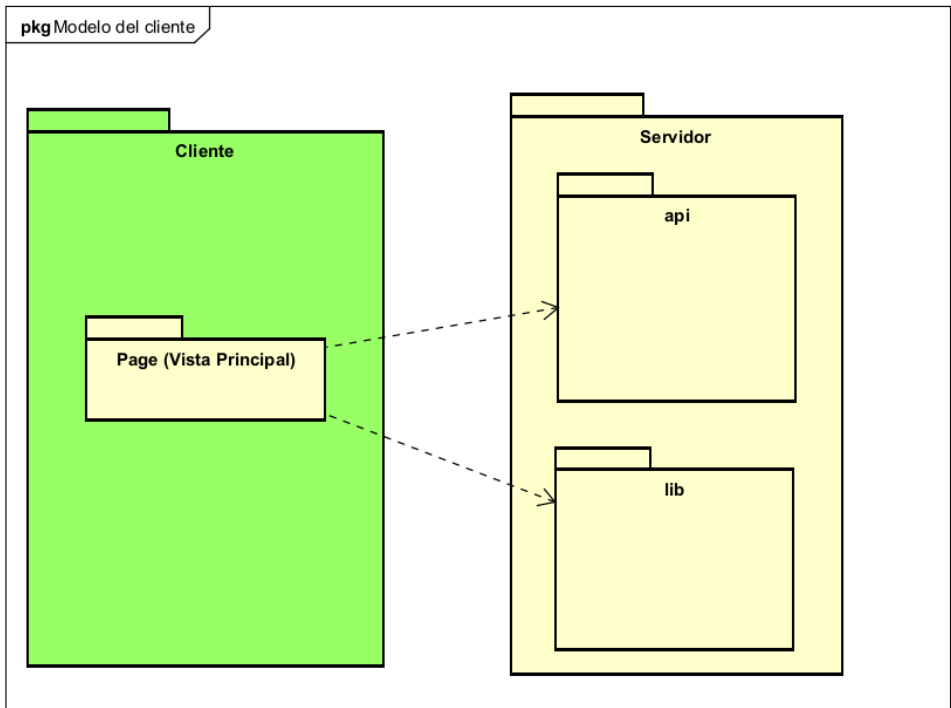 pkg Modelo del cliente
Cliente
Servidor
api
Page (Vista Principal)
lib